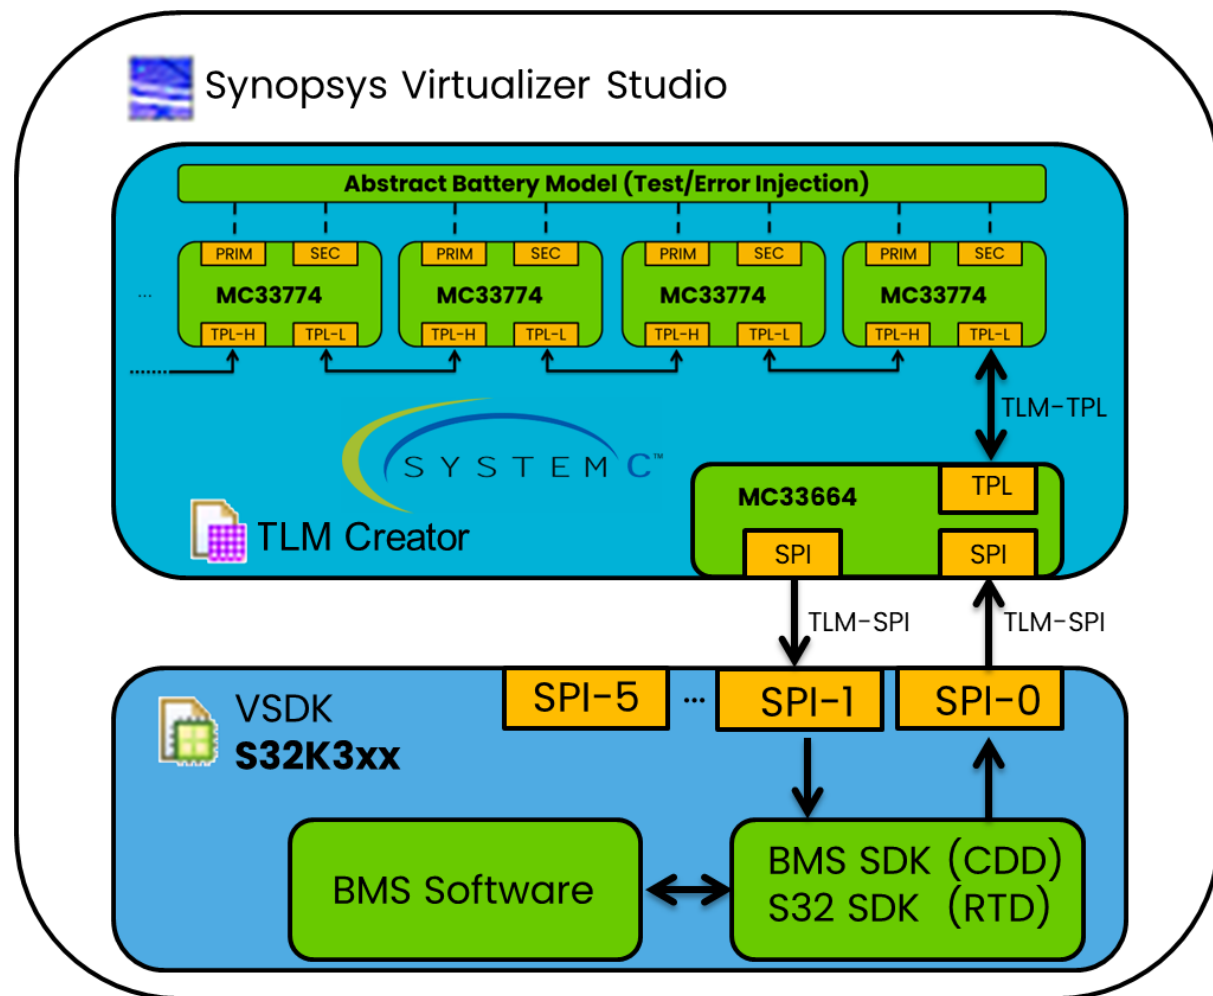 Synopsys Virtualizer Studio
Abstract Battery Model (Test/Error Injection)
PRIM SEC PRIM SEC PRIM SEC PRIM SEC
... MC33774 MC33774 MC33774 MC33774
TPL-H TPL-L TPL-H TPL-L TPL-H TPL-L TPL-H TPL-L
TLM-TPL
SYSTEM C™
MC33664 TPL
TLM Creator
SPI SPI
TLM-SPI TLM-SPI
VSDK
S32K3xx
SPI-5 ... SPI-1 SPI-0
BMS Software
BMS SDK (CDD)
S32 SDK (RTD)